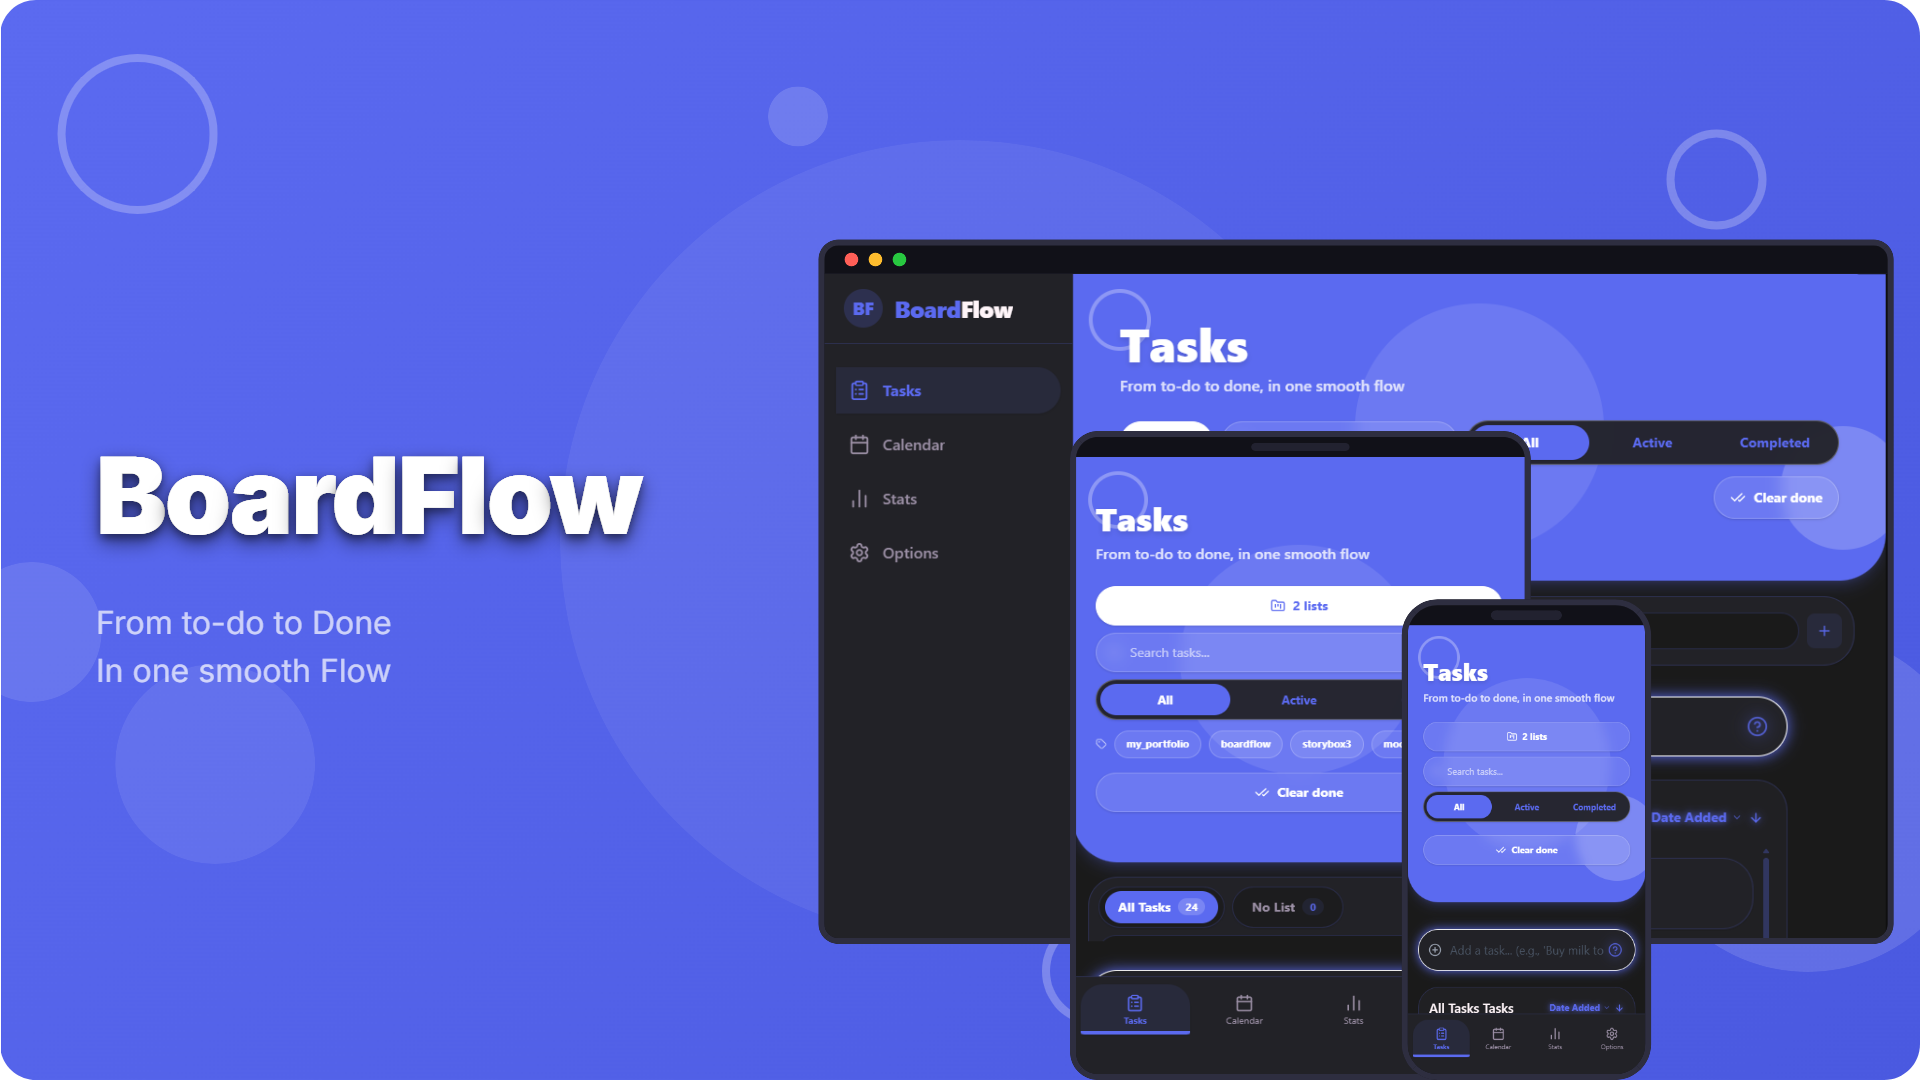 BoardFlow
From to-do to Done
In one smooth Flow
BF BoardFlow
Tasks
Calendar
Stats
Options
Tasks
From to-do to done, in one smooth flow
All Active Completed
Clear done
Date Added
Tasks
From to-do to done, in one smooth flow
2 lists
Search tasks...
All Active
my_portfolio boardflow storybox3
Clear done
All Tasks 24 No List 0
Tasks Calendar Stats
Tasks
From to-do to done, in one smooth flow
2 lists
Search tasks...
All Active Completed
Clear done
Add a task... (e.g., 'Buy milk to
All Tasks Tasks Date Added
Tasks Calendar Stats Options